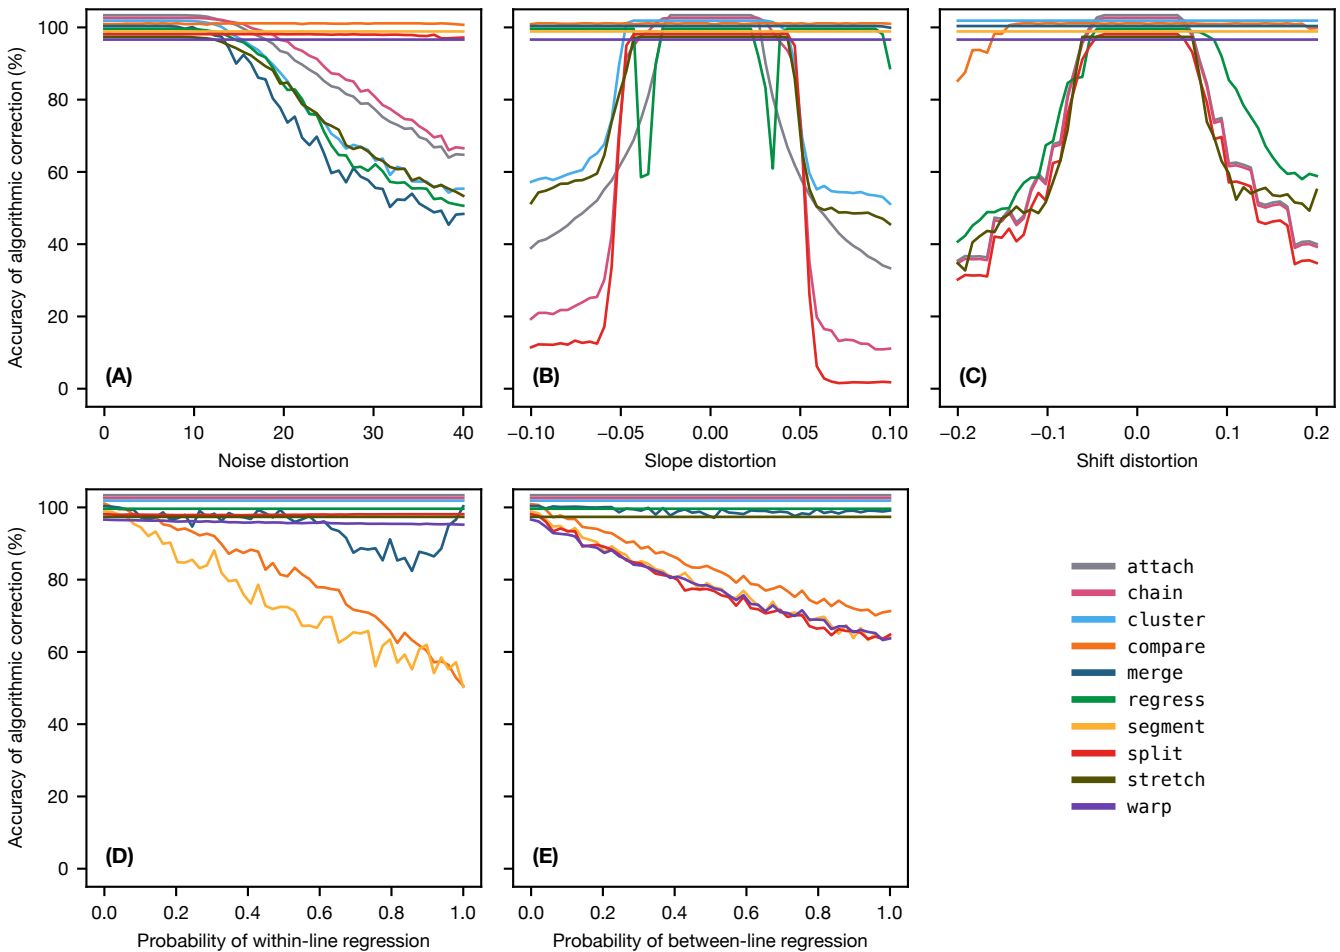 Accuracy of algorithmic correction (%)
100
80
60
40
20
0
(A)
0 10 20 30 40
Noise distortion
(B)
−0.10 −0.05 0.00 0.05 0.10
Slope distortion
(C)
−0.2 −0.1 0.0 0.1 0.2
Shift distortion
Accuracy of algorithmic correction (%)
100
80
60
40
20
0
(D)
0.0 0.2 0.4 0.6 0.8 1.0
Probability of within-line regression
(E)
0.0 0.2 0.4 0.6 0.8 1.0
Probability of between-line regression
attach
chain
cluster
compare
merge
regress
segment
split
stretch
warp